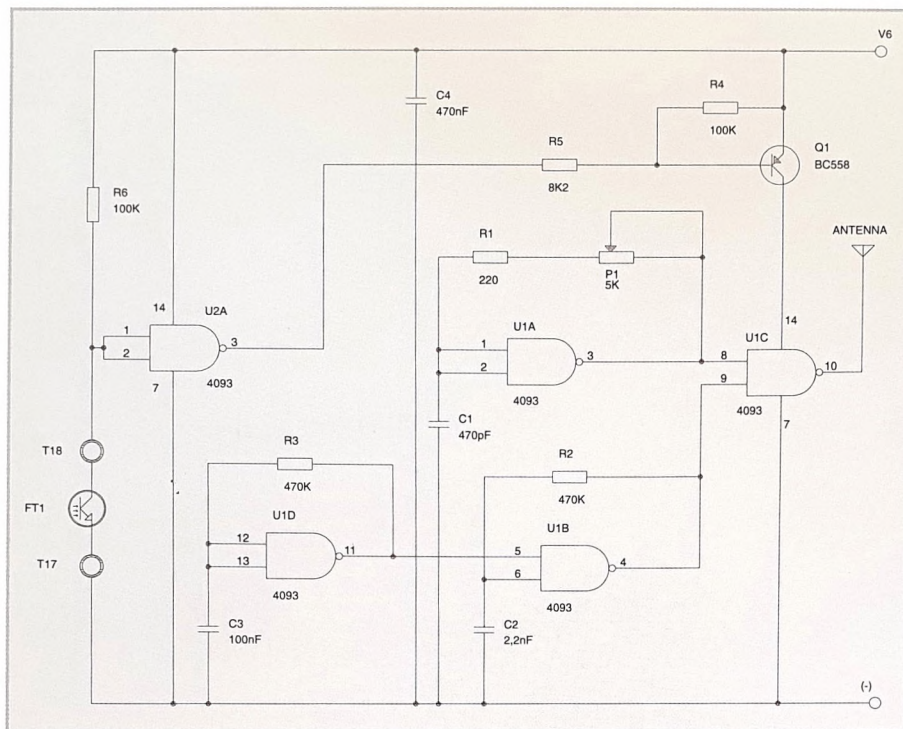 V6
C4
470nF
R4
100K
R5
8K2
Q1
BC558
R6
100K
ANTENNA
R1
220
P1
5K
14
U2A
1
2
3
7
4093
U1A
1
2
3
4093
14
U1C
8
9
10
4093
7
C1
470pF
T18
FT1
T17
R3
470K
U1D
12
13
11
4093
R2
470K
U1B
5
6
4
4093
C3
100nF
C2
2,2nF
(-)